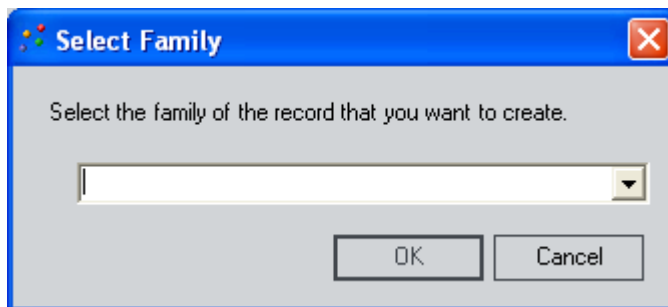 Select Family
Select the family of the record that you want to create.
OK
Cancel